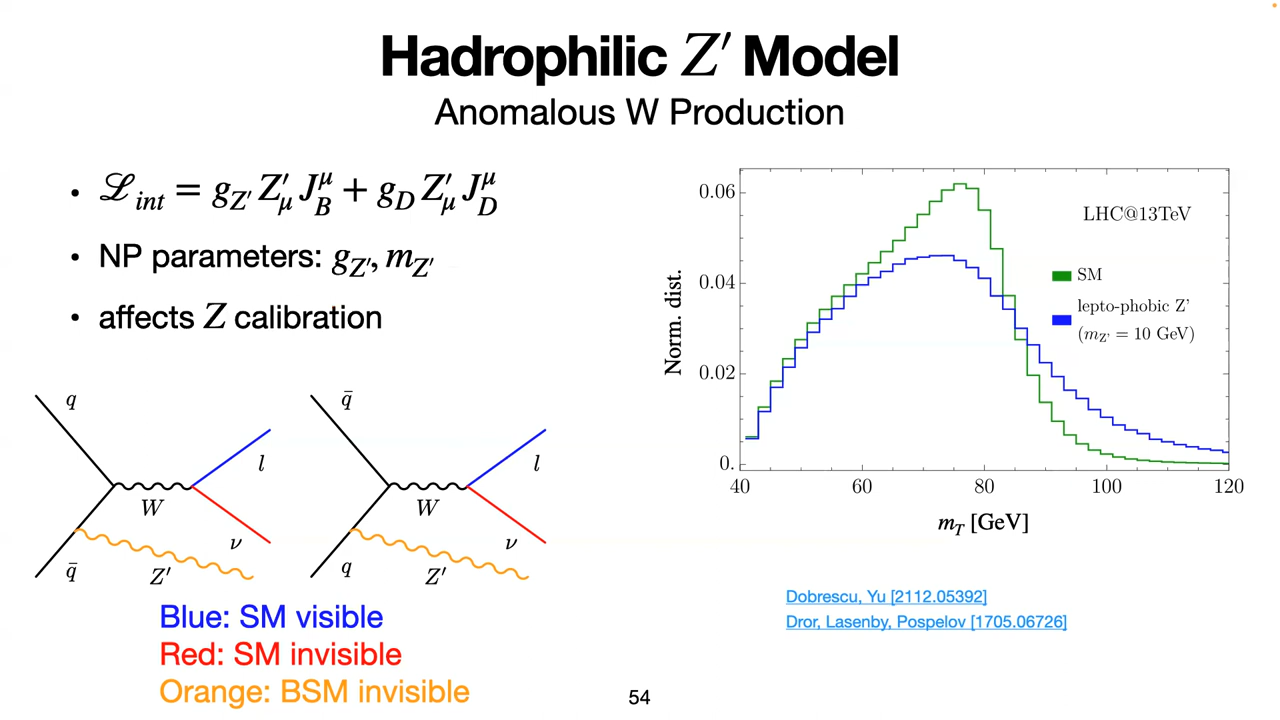 Hadrophilic Z′ Model
Anomalous W Production
• ℒ_int = g_Z′ Z′_μ J^μ_B + g_D Z′_μ J^μ_D
• NP parameters: g_Z′, m_Z′
• affects Z calibration
q
W
l
ν
q̄
Z′
q̄
W
l
ν
q
Z′
Blue: SM visible
Red: SM invisible
Orange: BSM invisible
Norm. dist.
0.06
0.04
0.02
0.
40 60 80 100 120
m_T [GeV]
LHC@13TeV
SM
lepto-phobic Z'
(m_Z' = 10 GeV)
Dobrescu, Yu [2112.05392]
Dror, Lasenby, Pospelov [1705.06726]
54